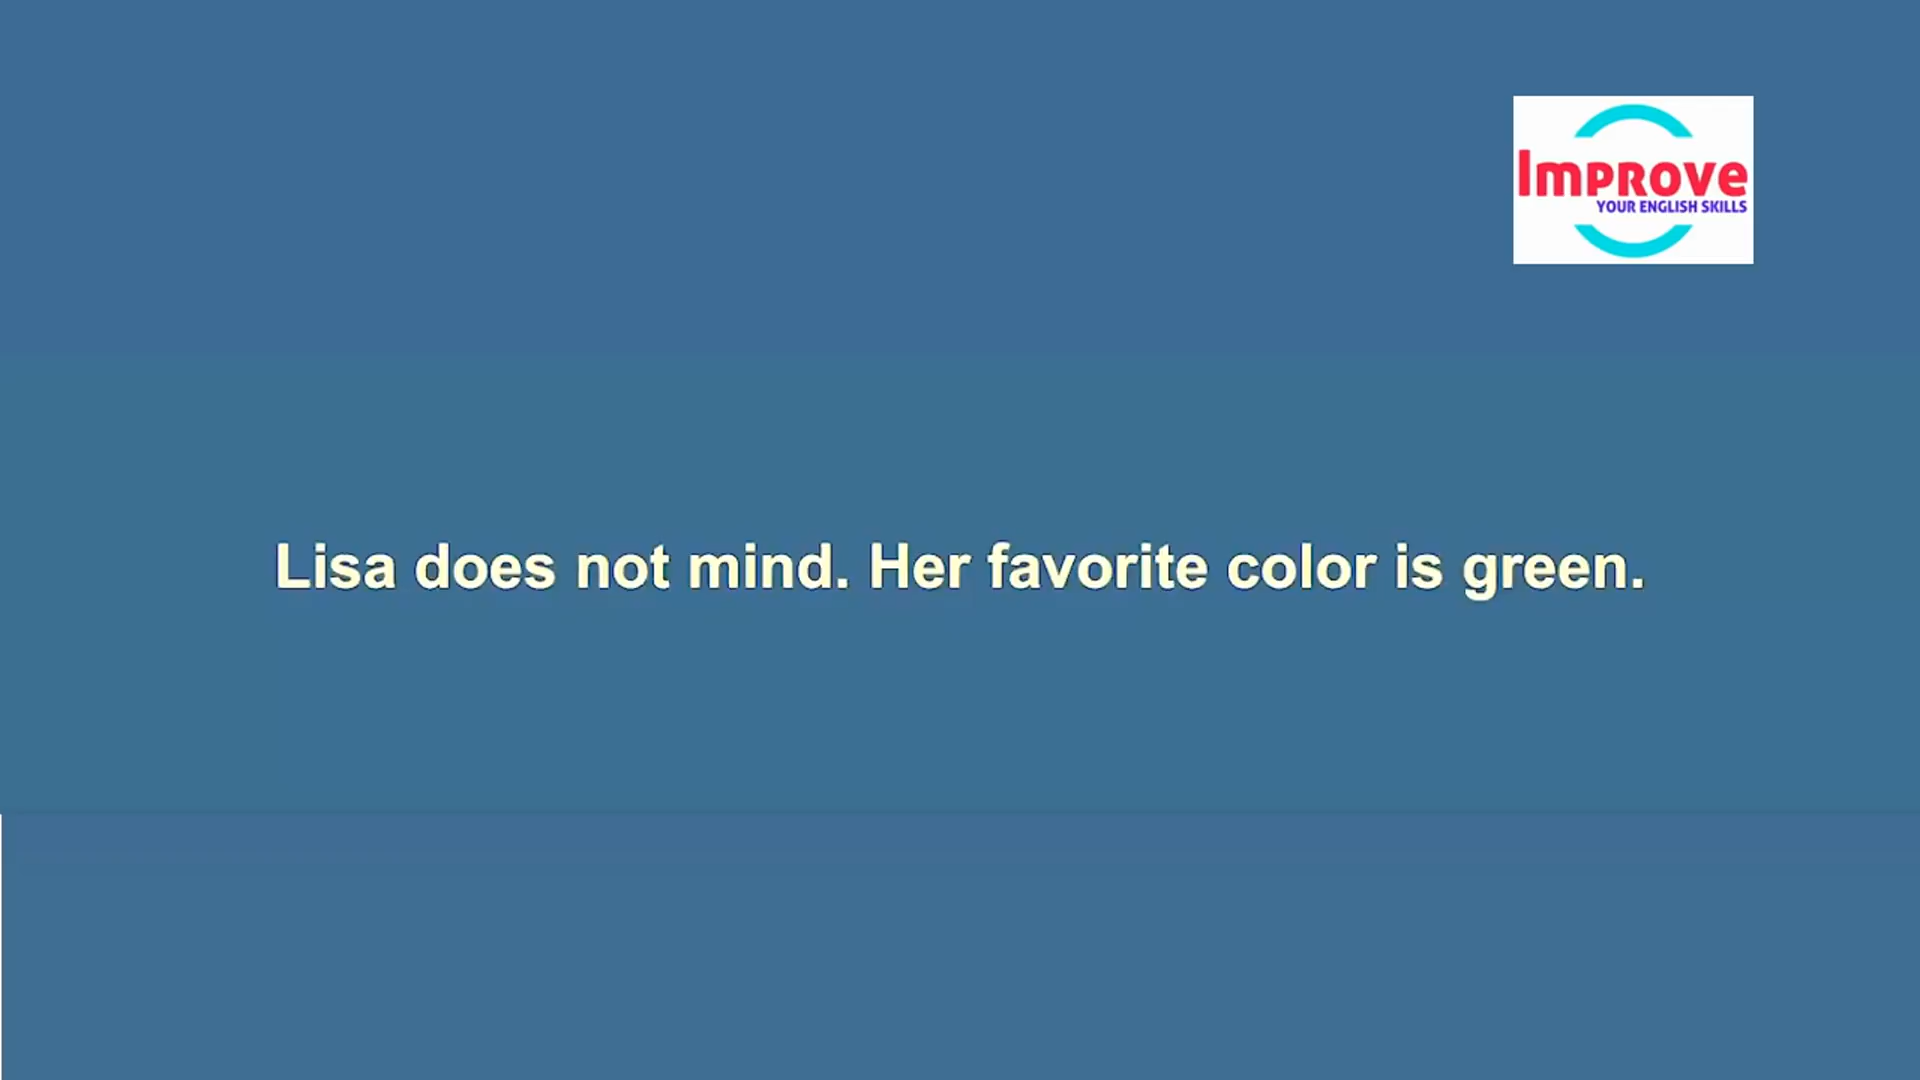 Improve
YOUR ENGLISH SKILLS
Lisa does not mind. Her favorite color is green.